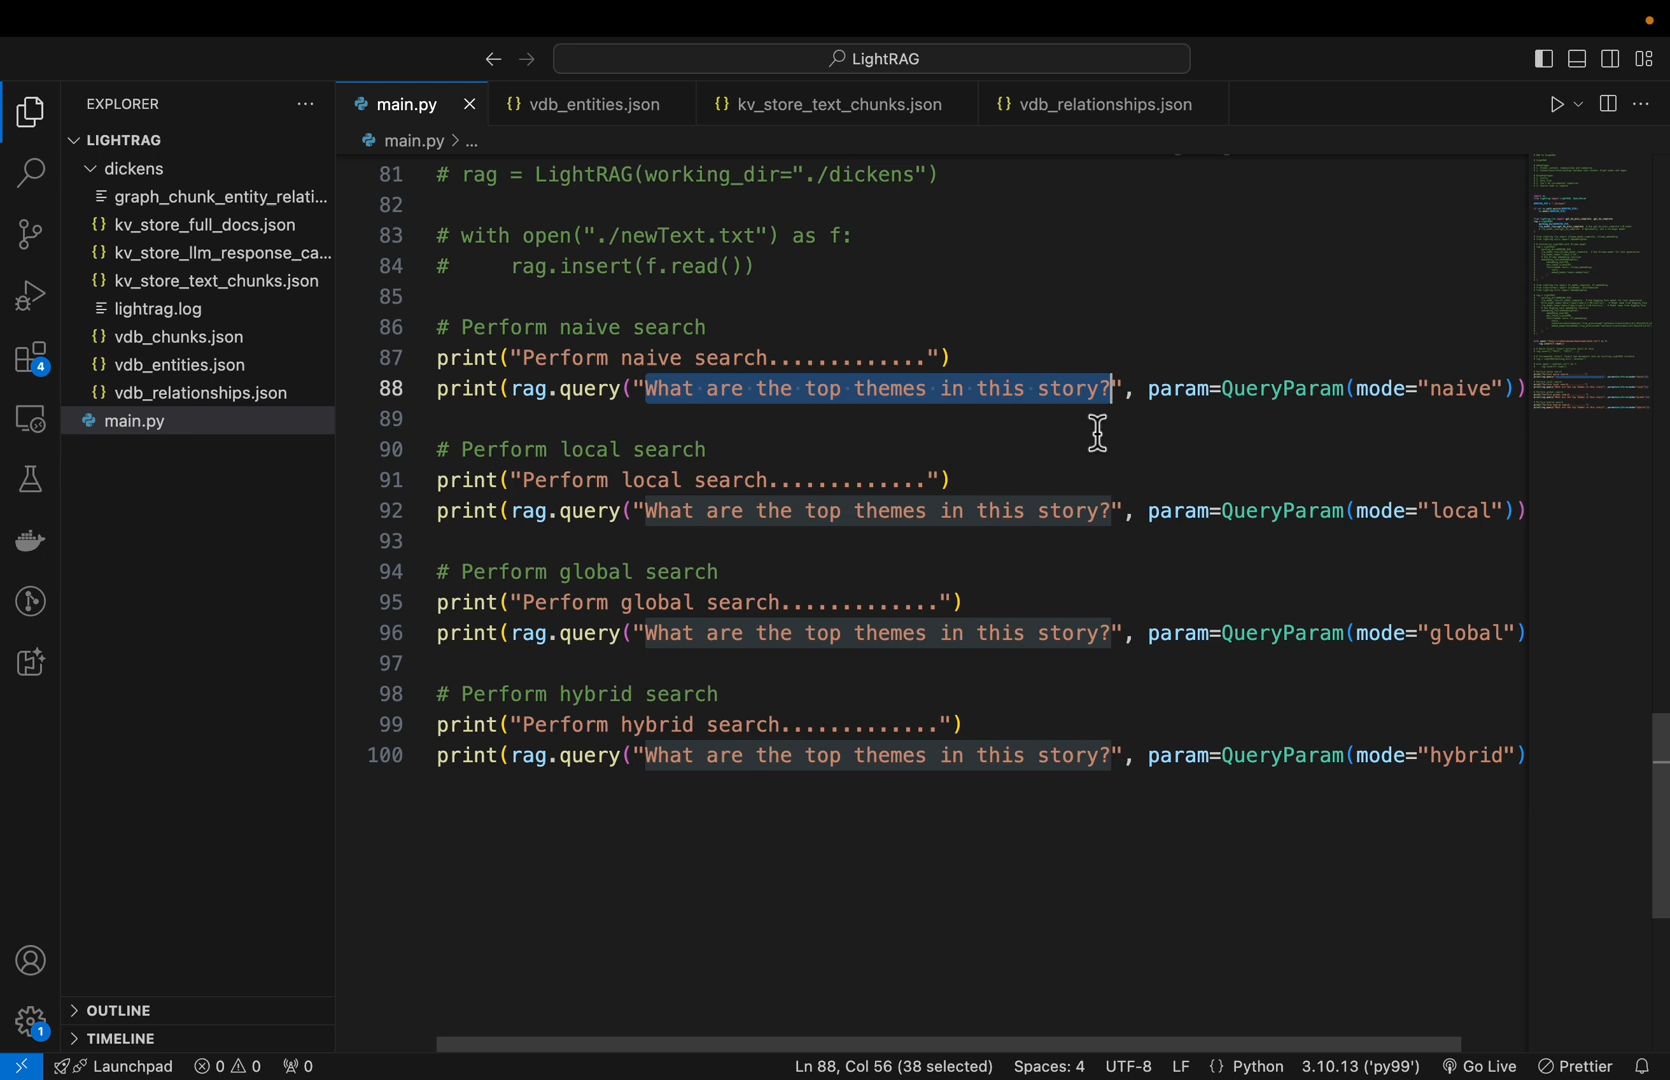 LightRAG
EXPLORER
LIGHTRAG
dickens
graph_chunk_entity_relati...
kv_store_full_docs.json
kv_store_llm_response_ca...
kv_store_text_chunks.json
lightrag.log
vdb_chunks.json
vdb_entities.json
vdb_relationships.json
main.py
OUTLINE
TIMELINE
main.py
vdb_entities.json
kv_store_text_chunks.json
vdb_relationships.json
main.py > ...
81 # rag = LightRAG(working_dir="./dickens")
82
83 # with open("./newText.txt") as f:
84 #     rag.insert(f.read())
85
86 # Perform naive search
87 print("Perform naive search.............")
88 print(rag.query("What are the top themes in this story?", param=QueryParam(mode="naive"))
89
90 # Perform local search
91 print("Perform local search.............")
92 print(rag.query("What are the top themes in this story?", param=QueryParam(mode="local"))
93
94 # Perform global search
95 print("Perform global search.............")
96 print(rag.query("What are the top themes in this story?", param=QueryParam(mode="global")
97
98 # Perform hybrid search
99 print("Perform hybrid search.............")
100 print(rag.query("What are the top themes in this story?", param=QueryParam(mode="hybrid")
4
1
Launchpad 0 0 0 Ln 88, Col 56 (38 selected) Spaces: 4 UTF-8 LF {} Python 3.10.13 ('py99') Go Live Prettier